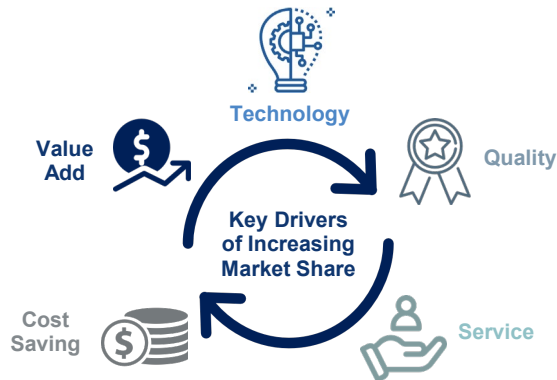 Technology
Value
Add
$
Quality
Key Drivers
of Increasing
Market Share
Cost
Saving
$
Service